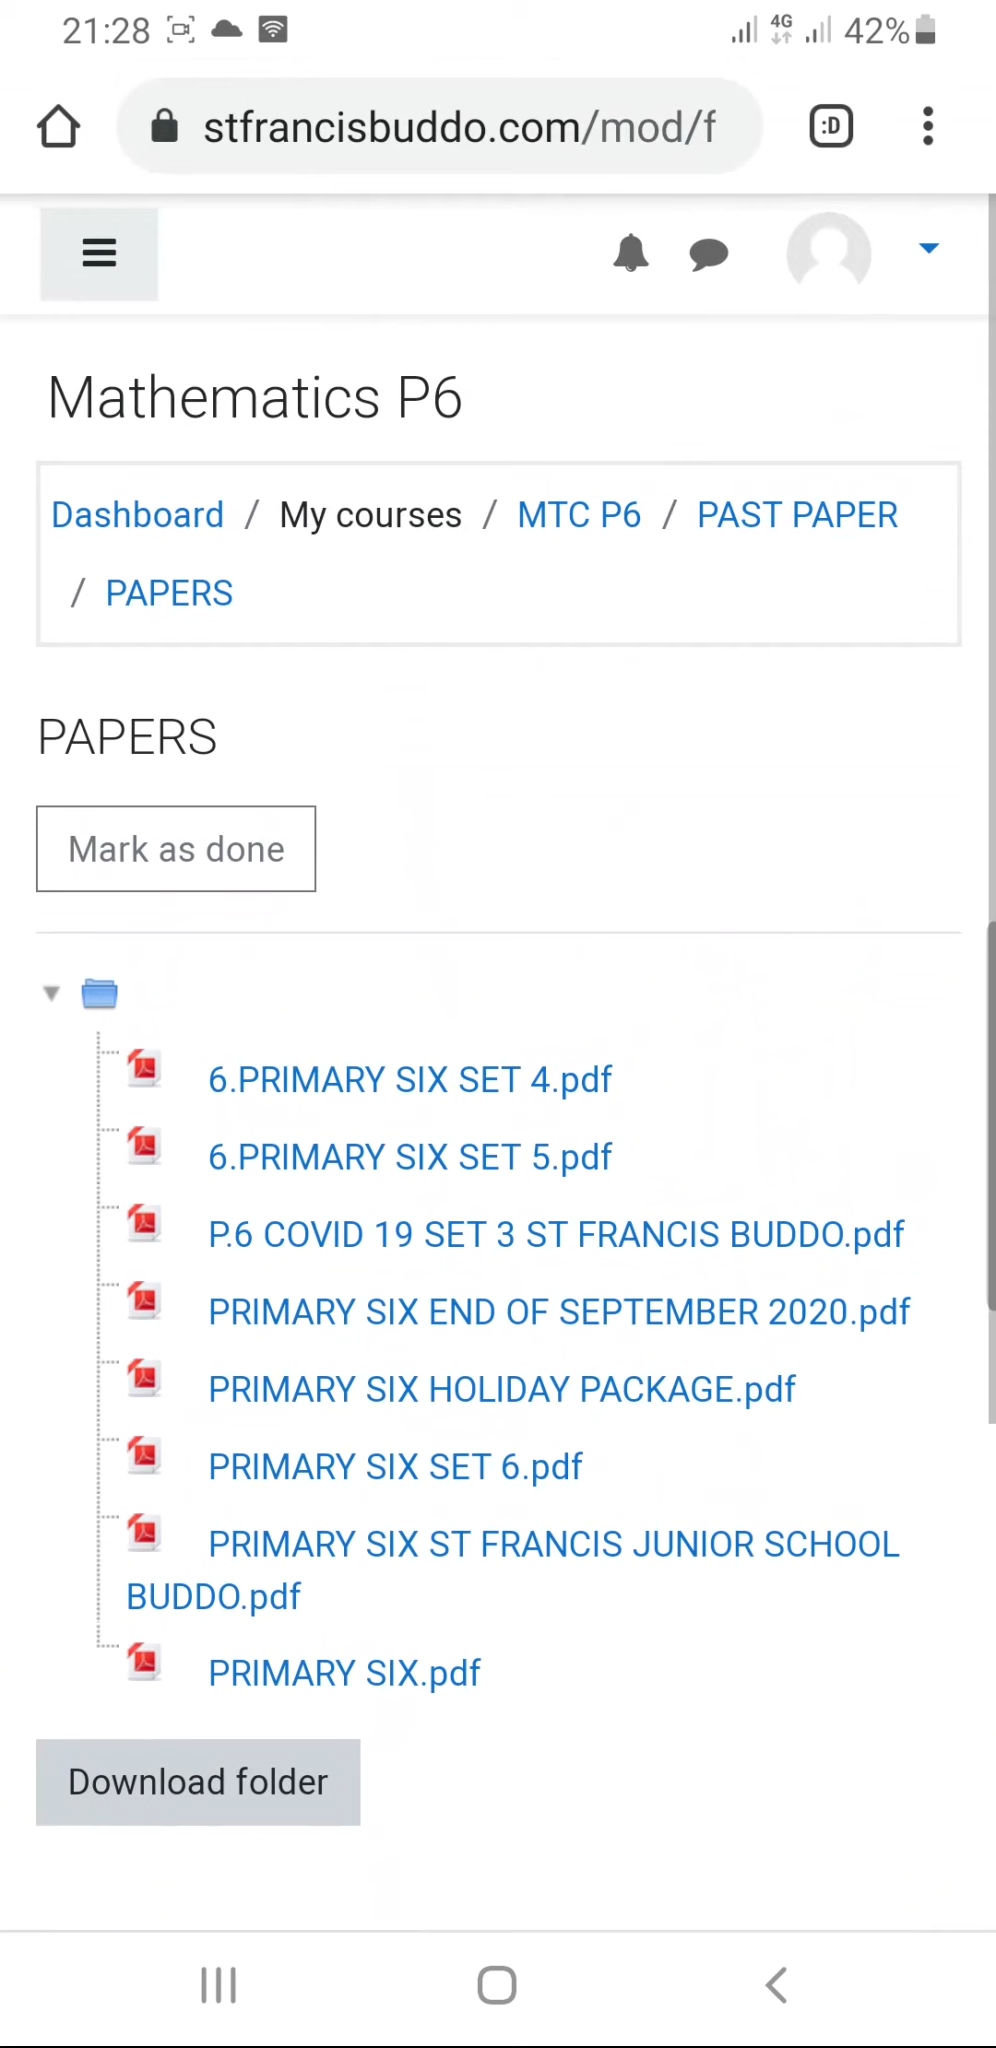 21:28 4G 42%
stfrancisbuddo.com/mod/f :D
Mathematics P6
Dashboard / My courses / MTC P6 / PAST PAPER
/ PAPERS
PAPERS
Mark as done
6.PRIMARY SIX SET 4.pdf
6.PRIMARY SIX SET 5.pdf
P.6 COVID 19 SET 3 ST FRANCIS BUDDO.pdf
PRIMARY SIX END OF SEPTEMBER 2020.pdf
PRIMARY SIX HOLIDAY PACKAGE.pdf
PRIMARY SIX SET 6.pdf
PRIMARY SIX ST FRANCIS JUNIOR SCHOOL
BUDDO.pdf
PRIMARY SIX.pdf
Download folder